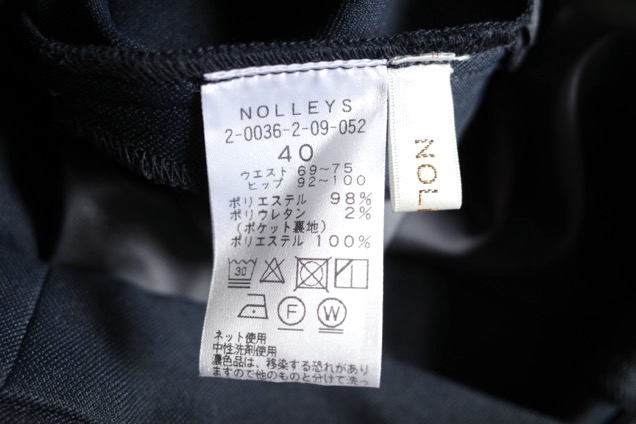 NOLLEYS
2-0036-2-09-052
40
ウエスト 69~75
ヒップ 92~100
ポリエステル 98%
ポリウレタン 2%
(ポケット裏地)
ポリエステル 100%
30
F W
ネット使用
中性洗剤使用
濃色品は、移染する恐れがあり
ますので他のものと分けて洗っ
NOLL